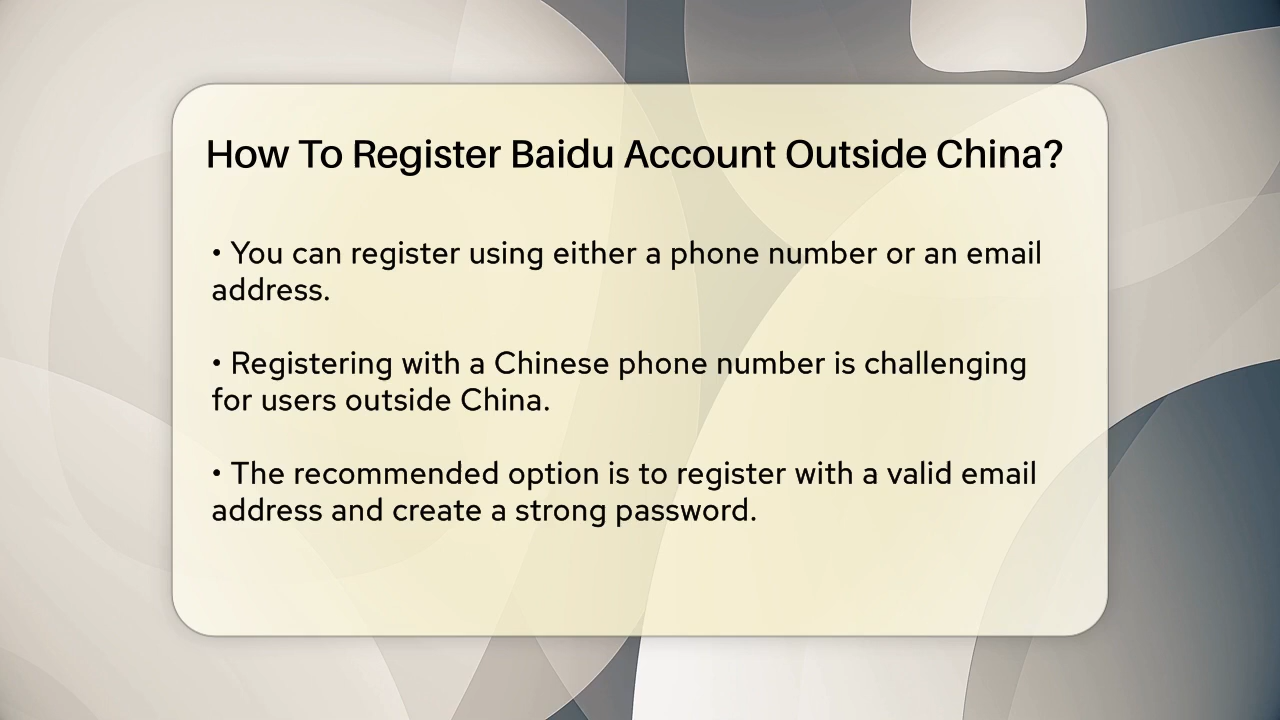 How To Register Baidu Account Outside China?
• You can register using either a phone number or an email
address.
• Registering with a Chinese phone number is challenging
for users outside China.
• The recommended option is to register with a valid email
address and create a strong password.